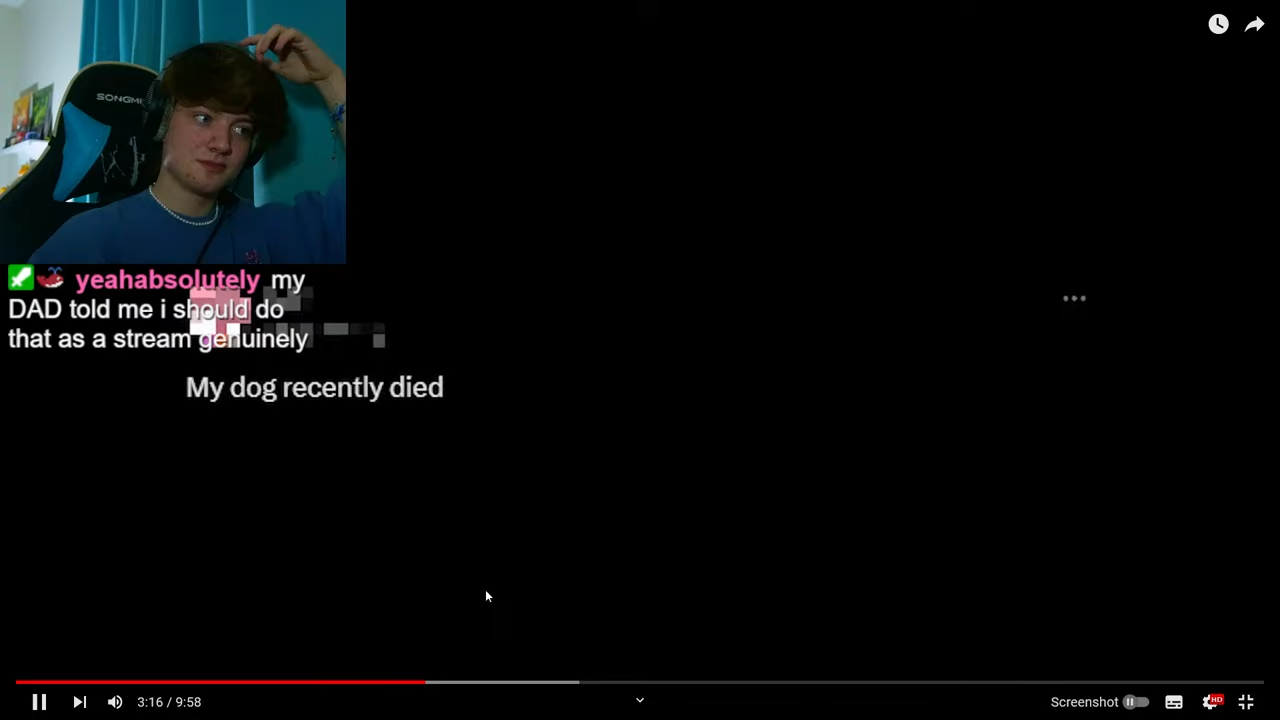 SONGMI
yeahabsolutely my
DAD told me i should do
that as a stream genuinely
My dog recently died
3:16 / 9:58
Screenshot
HD